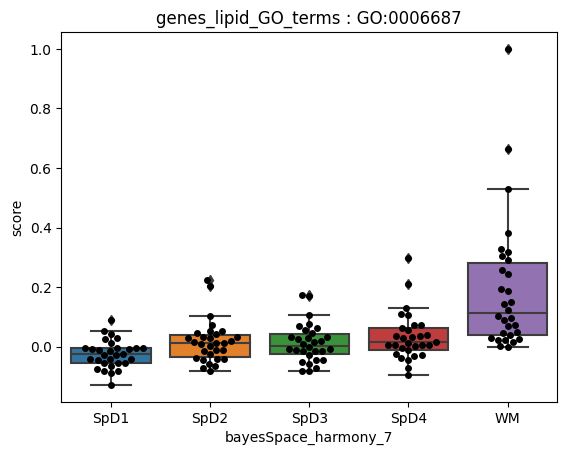 genes_lipid_GO_terms : GO:0006687
1.0
0.8
0.6
0.4
0.2
0.0
score
SpD1 SpD2 SpD3 SpD4 WM
bayesSpace_harmony_7